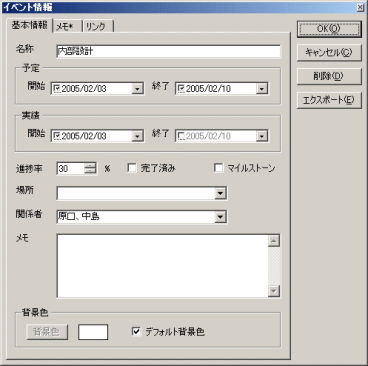 イベント情報
基本情報 メモ* リンク
OK(O)
キャンセル(C)
削除(D)
エクスポート(E)
名称 内部設計
予定
開始 2005/02/03 終了 2005/02/10
実績
開始 2005/02/03 終了 2005/02/10
進捗率 30 % 完了済み マイルストーン
場所
関係者 原口、中島
メモ
背景色
背景色 デフォルト背景色